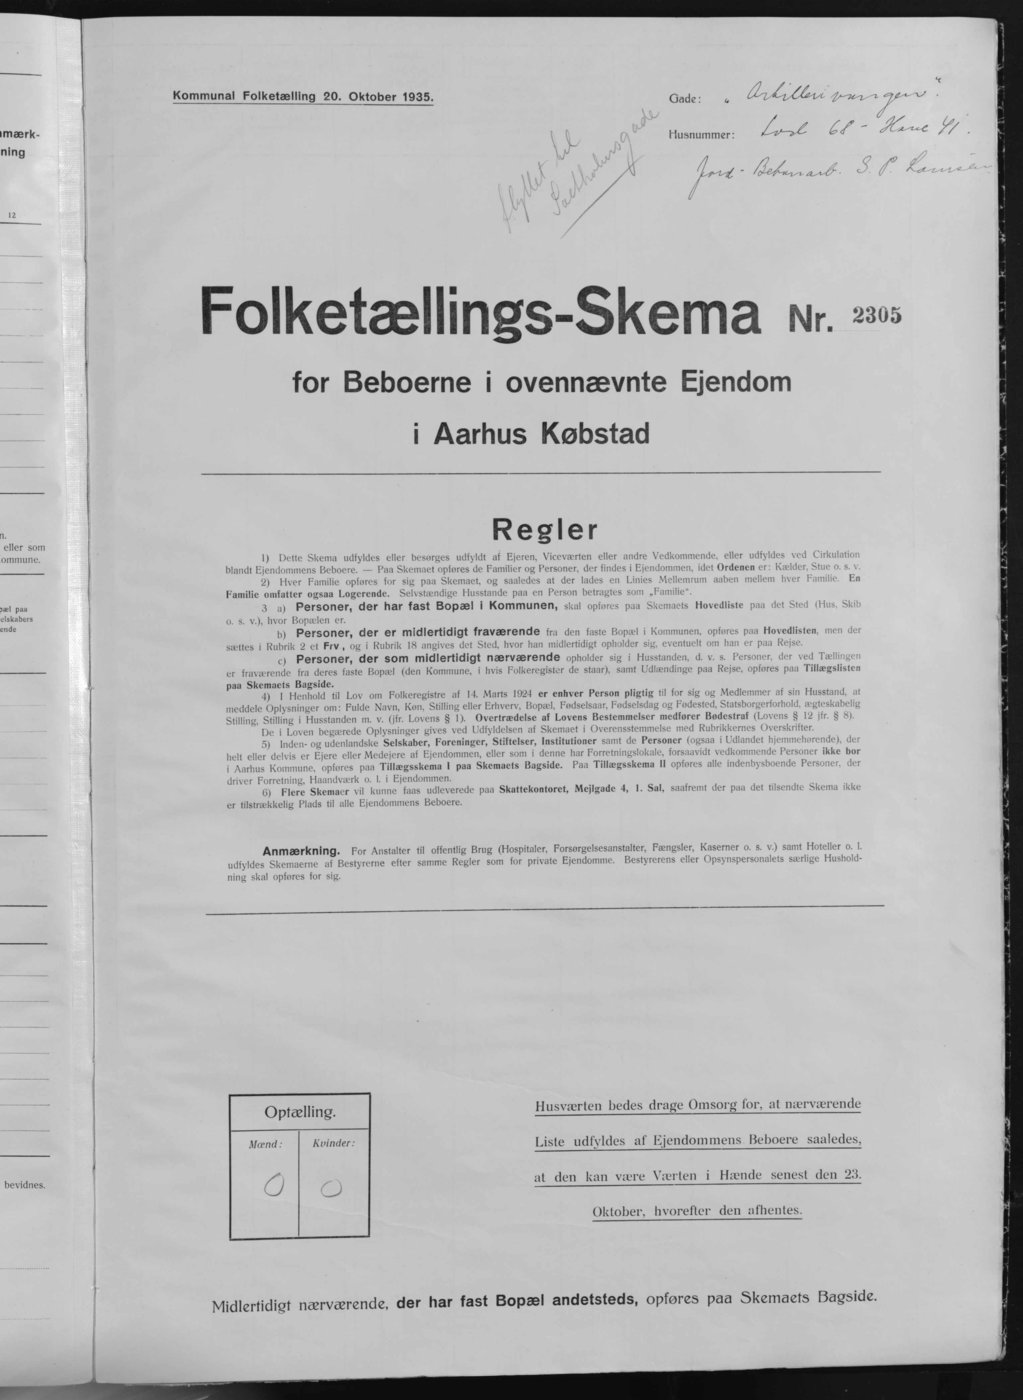 mærk-
ning
12
n.
eller som
ommune.
pæl paa
elskabers
ende
bevidnes.
Kommunal Folketælling 20. Oktober 1935.
Gade: „Artillerivangen".
Husnummer: Lod 68 - Have 41.
Jord- S. P.
flyttet til
Saltholmsgade
Folketællings-Skema Nr. 2305
for Beboerne i ovennævnte Ejendom
i Aarhus Købstad
Regler
1) Dette Skema udfyldes eller besørges udfyldt af Ejeren, Viceværten eller andre Vedkommende, eller udfyldes ved Cirkulation
blandt Ejendommens Beboere. — Paa Skemaet opføres de Familier og Personer, der findes i Ejendommen, idet Ordenen er: Kælder, Stue o. s. v.
2) Hver Familie opføres for sig paa Skemaet, og saaledes at der lades en Linies Mellemrum aaben mellem hver Familie. En
Familie omfatter ogsaa Logerende. Selvstændige Husstande paa en Person betragtes som „Familie".
3 a) Personer, der har fast Bopæl i Kommunen, skal opføres paa Skemaets Hovedliste paa det Sted (Hus, Skib
o. s. v.), hvor Bopælen er.
b) Personer, der er midlertidigt fraværende fra den faste Bopæl i Kommunen, opføres paa Hovedlisten, men der
sættes i Rubrik 2 et Frv., og i Rubrik 18 angives det Sted, hvor han midlertidigt opholder sig, eventuelt om han er paa Rejse.
c) Personer, der som midlertidigt nærværende opholder sig i Husstanden, d. v. s. Personer, der ved Tællingen
er fraværende fra deres faste Bopæl (den Kommune, i hvis Folkeregister de staar), samt Udlændinge paa Rejse, opføres paa Tillægslisten
paa Skemaets Bagside.
4) I Henhold til Lov om Folkeregistre af 14. Marts 1924 er enhver Person pligtig til for sig og Medlemmer af sin Husstand, at
meddele Oplysninger om: Fulde Navn, Køn, Stilling eller Erhverv, Bopæl, Fødselsaar, Fødselsdag og Fødested, Statsborgerforhold, ægteskabelig
Stilling, Stilling i Husstanden m. v. (jfr. Lovens § 1). Overtrædelse af Lovens Bestemmelser medfører Bødestraf (Lovens § 12 jfr. § 8).
De i Loven begærede Oplysninger gives ved Udfyldelsen af Skemaet i Overensstemmelse med Rubrikkernes Overskrifter.
5) Inden- og udenlandske Selskaber, Foreninger, Stiftelser, Institutioner samt de Personer (ogsaa i Udlandet hjemmehørende), der
helt eller delvis er Ejere eller Medejere af Ejendommen, eller som i denne har Forretningslokale, forsaavidt vedkommende Personer ikke bor
i Aarhus Kommune, opføres paa Tillægsskema I paa Skemaets Bagside. Paa Tillægsskema II opføres alle indenbysboende Personer, der
driver Forretning, Haandværk o. l. i Ejendommen.
6) Flere Skemaer vil kunne faas udleverede paa Skattekontoret, Mejlgade 4, 1. Sal, saafremt der paa det tilsendte Skema ikke
er tilstrækkelig Plads til alle Ejendommens Beboere.
Anmærkning. For Anstalter til offentlig Brug (Hospitaler, Forsørgelsesanstalter, Fængsler, Kaserner o. s. v.) samt Hoteller o. l.
udfyldes Skemaerne af Bestyrerne efter samme Regler som for private Ejendomme. Bestyrerens eller Opsynspersonalets særlige Hushold-
ning skal opføres for sig.
Optælling.
Mænd: Kvinder:
0 0
Husværten bedes drage Omsorg for, at nærværende
Liste udfyldes af Ejendommens Beboere saaledes,
at den kan være Værten i Hænde senest den 23.
Oktober, hvorefter den afhentes.
Midlertidigt nærværende, der har fast Bopæl andetsteds, opføres paa Skemaets Bagside.